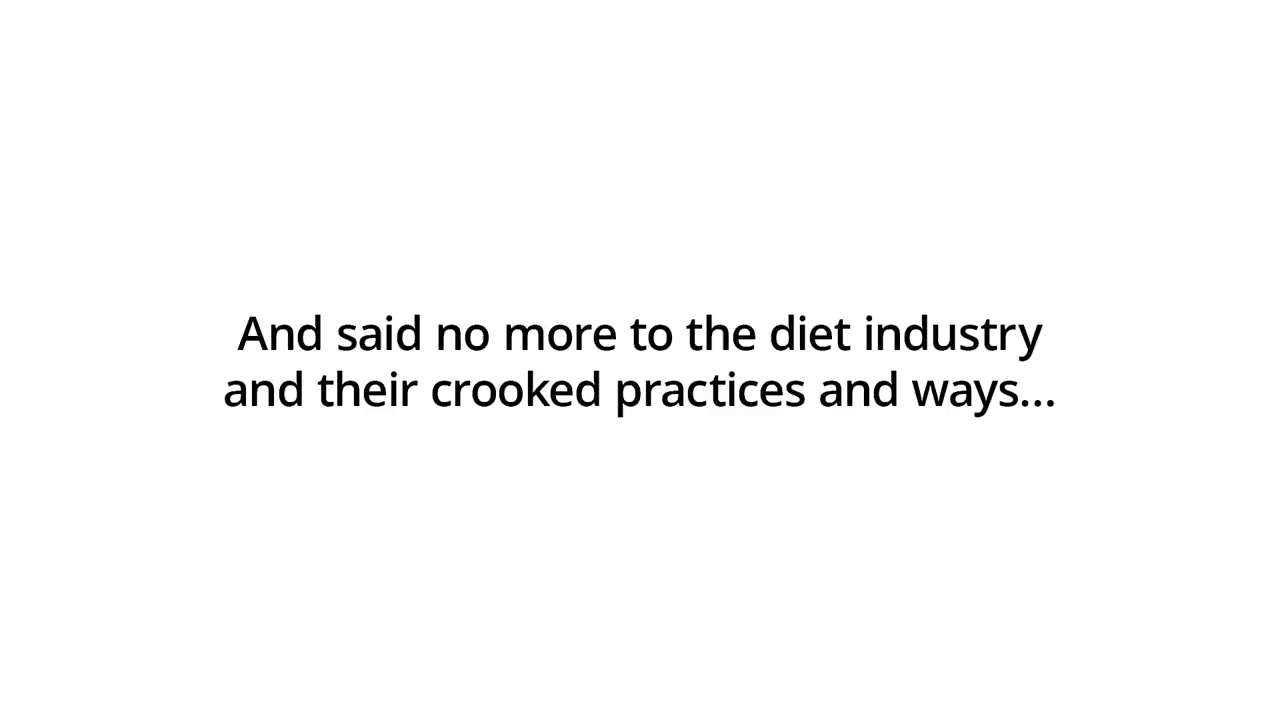 And said no more to the diet industry
and their crooked practices and ways...